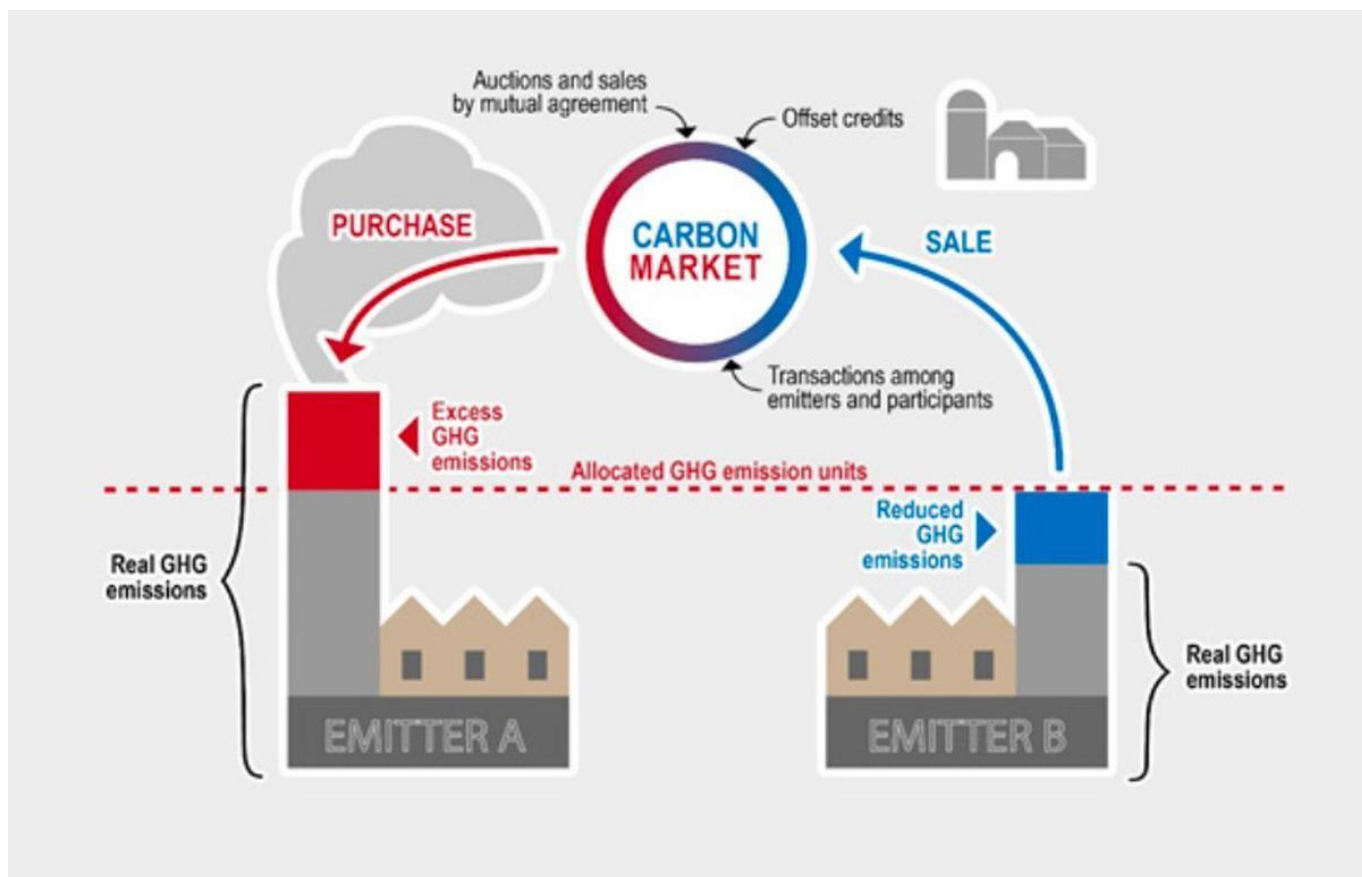 Auctions and sales
by mutual agreement
Offset credits
PURCHASE
CARBON
MARKET
SALE
Transactions among
emitters and participants
Excess
GHG
emissions
Allocated GHG emission units
Reduced
GHG
emissions
Real GHG
emissions
Real GHG
emissions
EMITTER A
EMITTER B